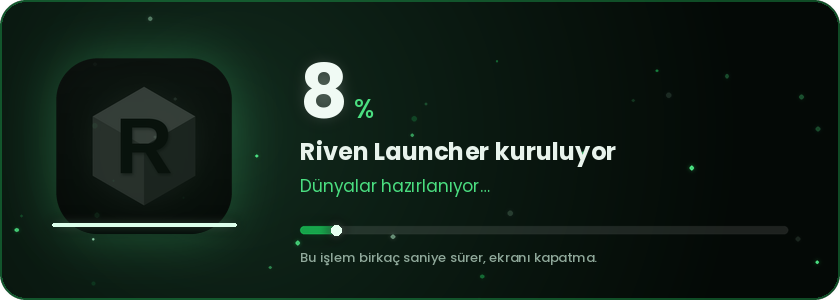 R
8 %
Riven Launcher kuruluyor
Dünyalar hazırlanıyor...
Bu işlem birkaç saniye sürer, ekranı kapatma.